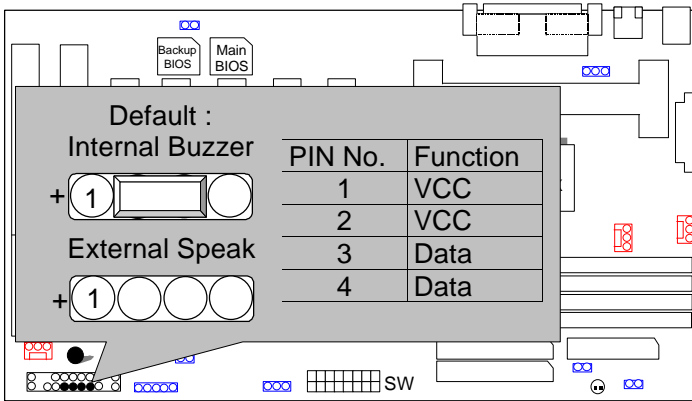 Backup
BIOS
Main
BIOS
Default :
Internal Buzzer
+ 1
External Speak
+ 1
PIN No. Function
1 VCC
2 VCC
3 Data
4 Data
SW